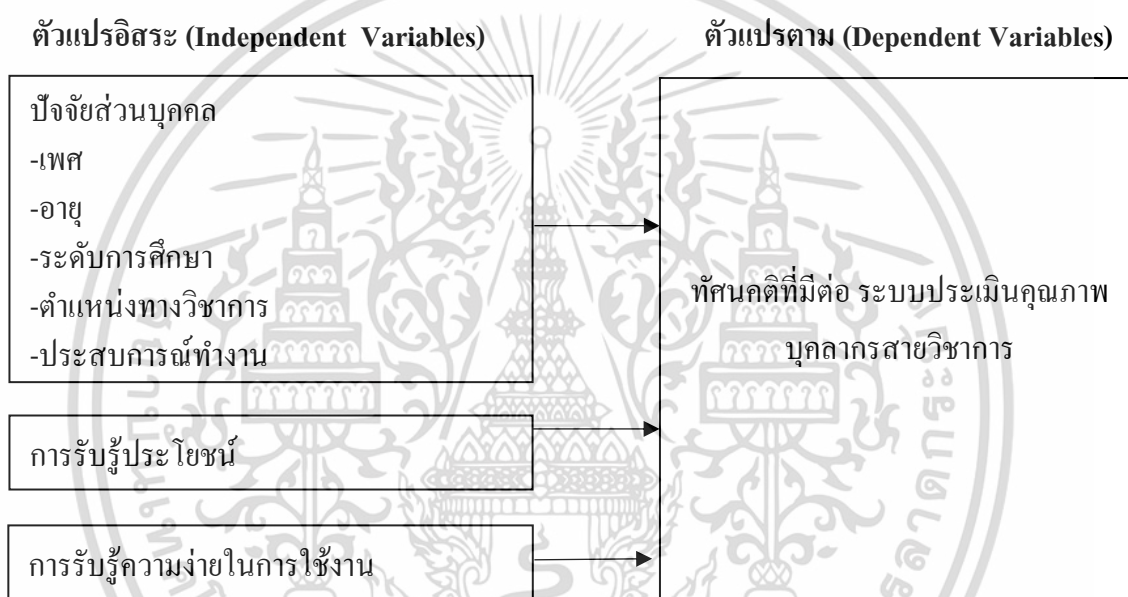 ตัวแปรอิสระ (Independent Variables)
ตัวแปรตาม (Dependent Variables)
ปัจจัยส่วนบุคคล
-เพศ
-อายุ
-ระดับการศึกษา
-ตำแหน่งทางวิชาการ
-ประสบการณ์ทำงาน
การรับรู้ประโยชน์
การรับรู้ความง่ายในการใช้งาน
ทัศนคติที่มีต่อ ระบบประเมินคุณภาพ
บุคลากรสายวิชาการ